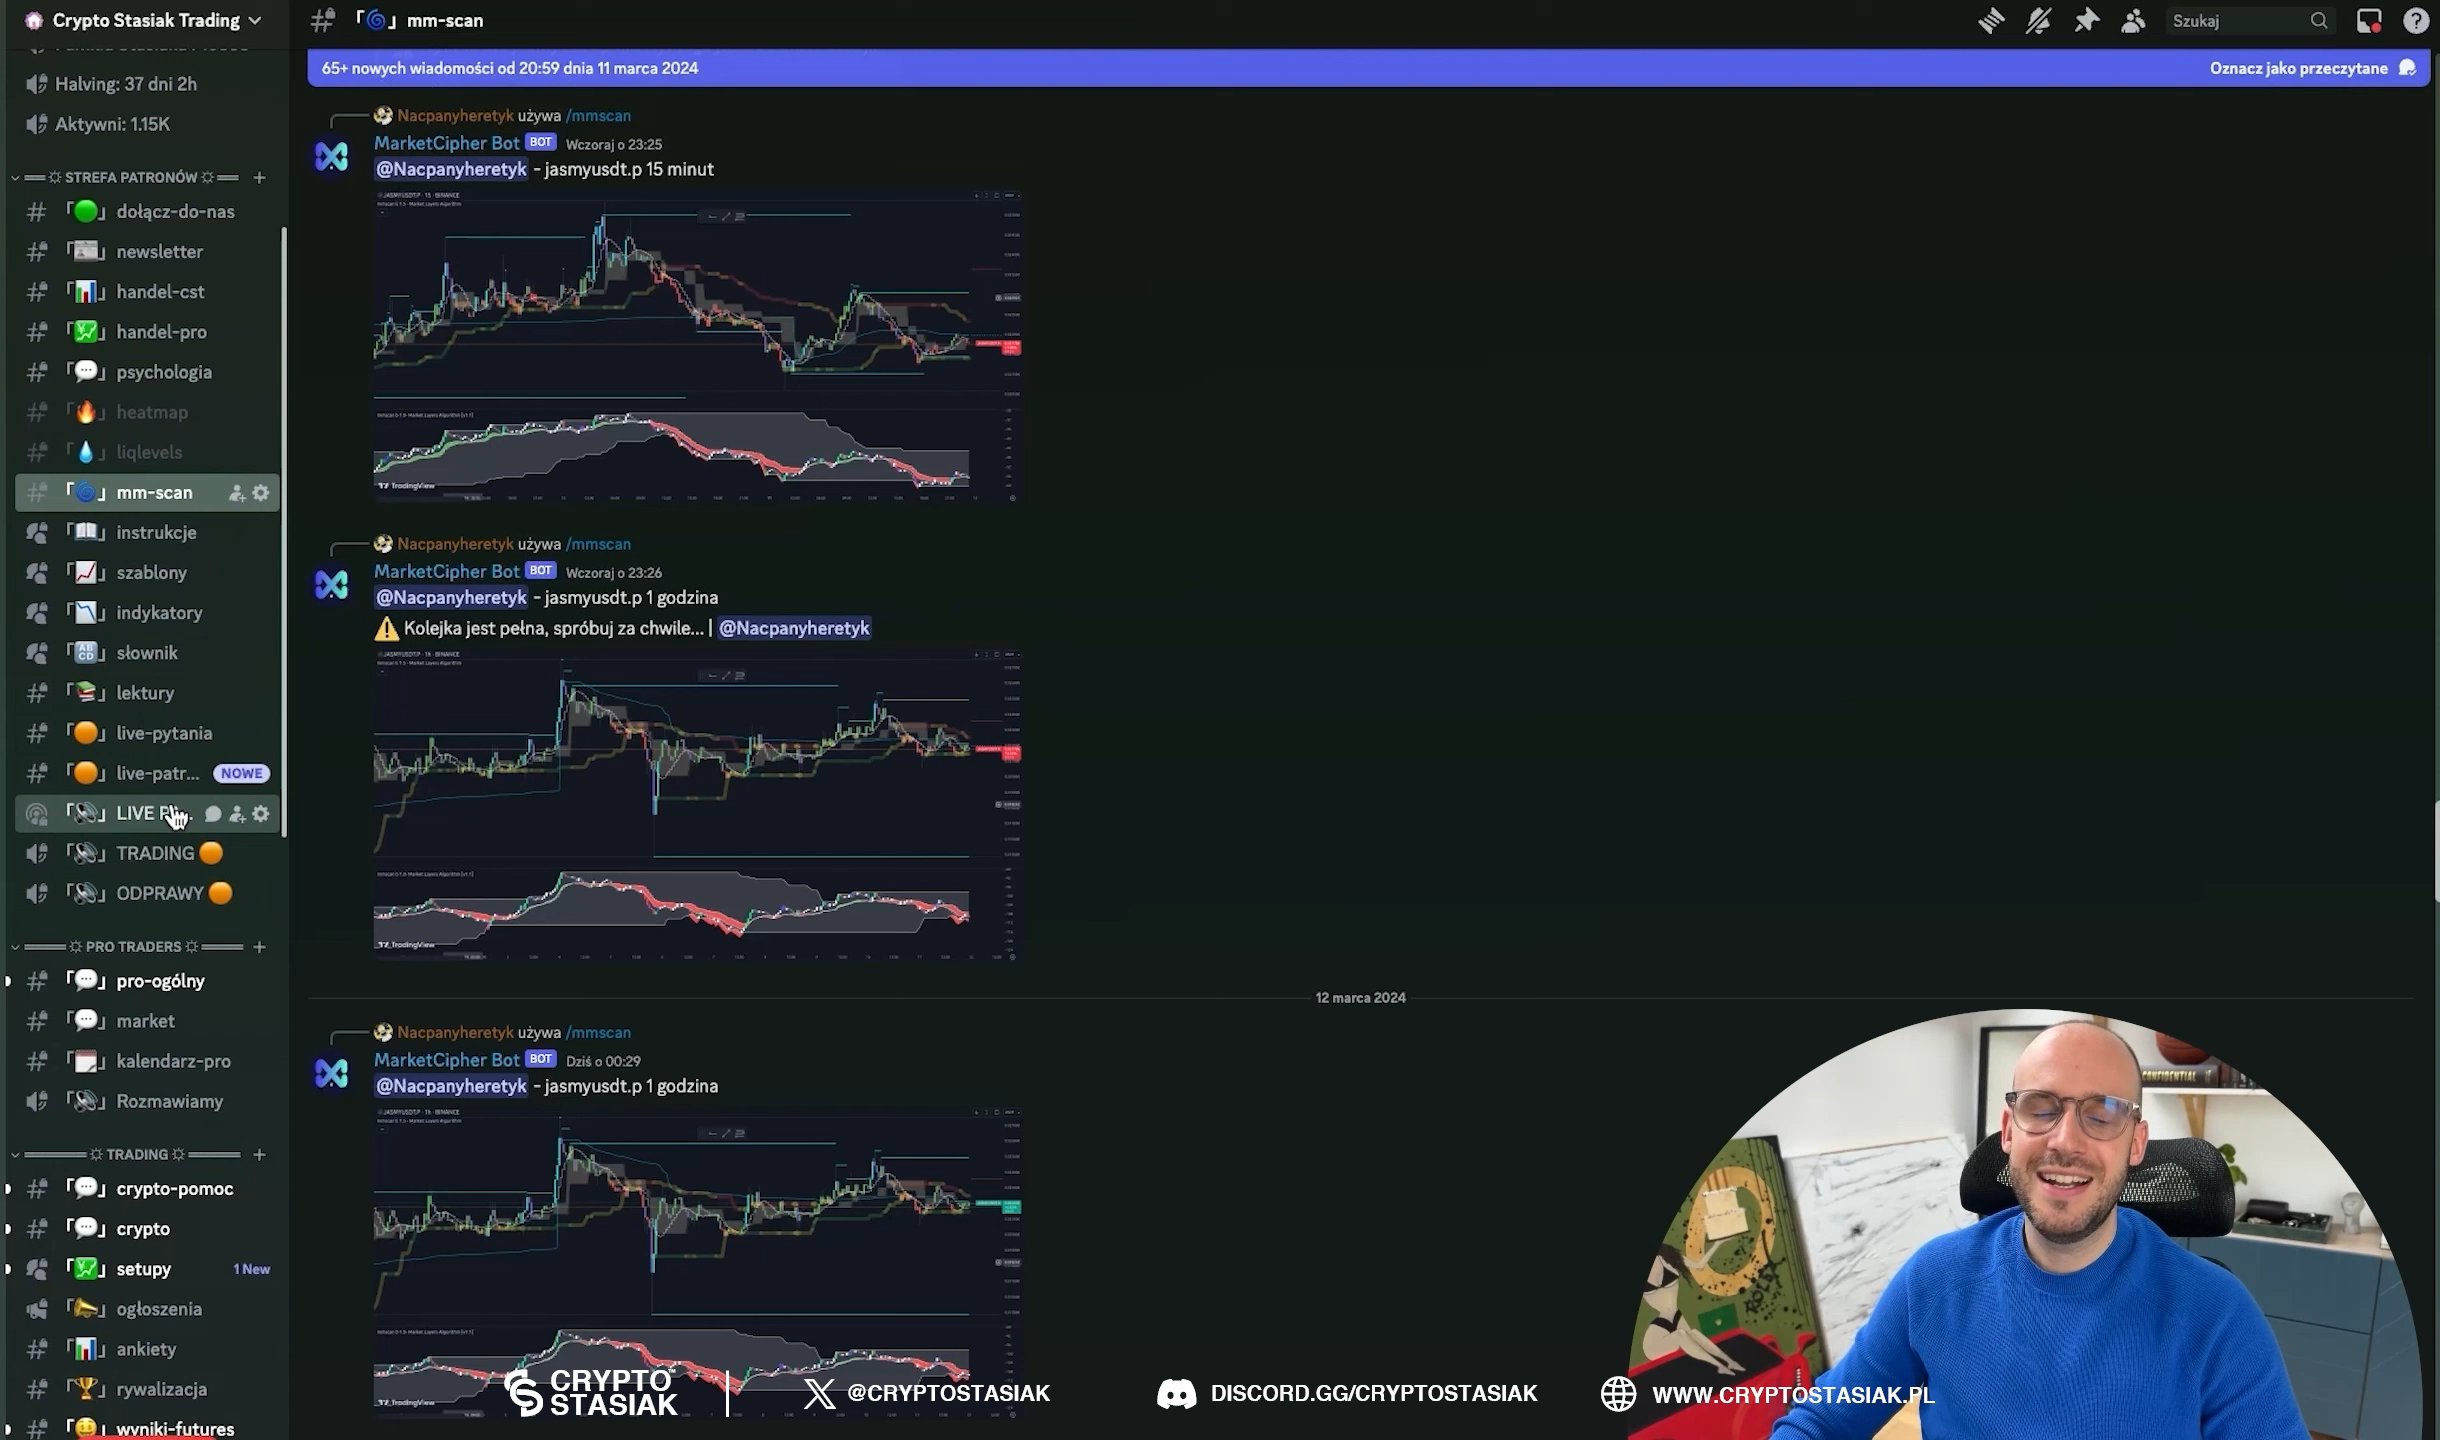 Crypto Stasiak Trading
Halving: 37 dni 2h
Aktywni: 1.15K
STREFA PATRONÓW
dołącz-do-nas
newsletter
handel-cst
handel-pro
psychologia
heatmap
liqlevels
mm-scan
instrukcje
szablony
indykatory
słownik
lektury
live-pytania
live-patr... NOWE
LIVE
TRADING
ODPRAWY
PRO TRADERS
pro-ogólny
market
kalendarz-pro
Rozmawiamy
TRADING
crypto-pomoc
crypto
setupy 1 New
ogłoszenia
ankiety
rywalizacja
wyniki-futures
mm-scan
Szukaj
65+ nowych wiadomości od 20:59 dnia 11 marca 2024
Oznacz jako przeczytane
Nacpanyheretyk używa /mmscan
MarketCipher Bot BOT Wczoraj o 23:25
@Nacpanyheretyk - jasmyusdt.p 15 minut
TradingView
Nacpanyheretyk używa /mmscan
MarketCipher Bot BOT Wczoraj o 23:26
@Nacpanyheretyk - jasmyusdt.p 1 godzina
Kolejka jest pełna, spróbuj za chwile... | @Nacpanyheretyk
TradingView
12 marca 2024
Nacpanyheretyk używa /mmscan
MarketCipher Bot BOT Dziś o 00:29
@Nacpanyheretyk - jasmyusdt.p 1 godzina
CONFIDENTIAL
CRYPTO STASIAK
@CRYPTOSTASIAK
DISCORD.GG/CRYPTOSTASIAK
WWW.CRYPTOSTASIAK.PL